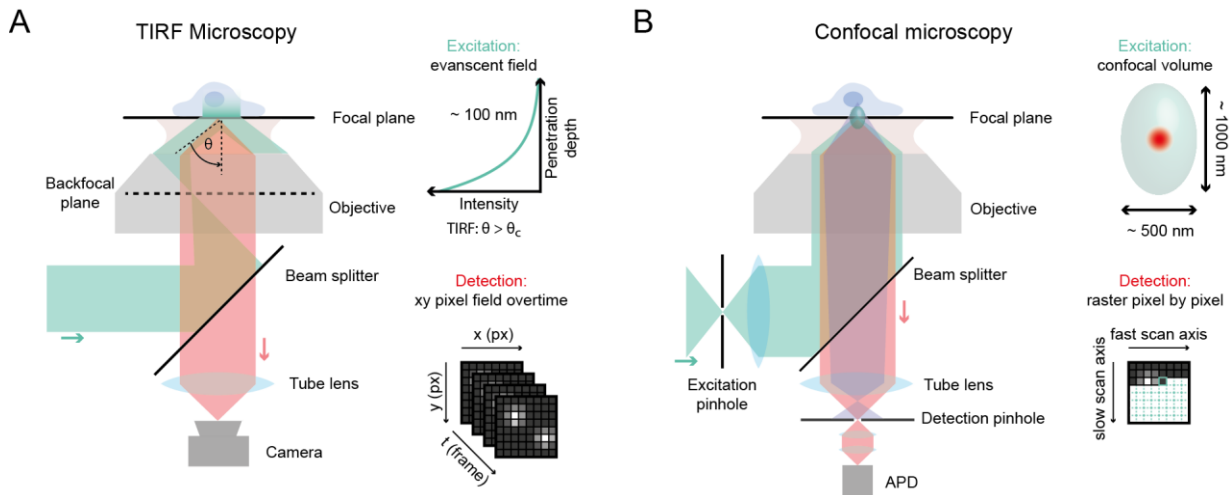 A
TIRF Microscopy
Excitation:
evanscent field
Focal plane
~ 100 nm
θ
Penetration
depth
Backfocal
plane
Objective
Intensity
TIRF: θ > θc
Beam splitter
Detection:
xy pixel field overtime
x (px)
y (px)
t (frame)
Tube lens
Camera
B
Confocal microscopy
Excitation:
confocal volume
Focal plane
~ 1000 nm
Objective
~ 500 nm
Beam splitter
Detection:
raster pixel by pixel
fast scan axis
slow scan axis
Excitation
pinhole
Tube lens
Detection pinhole
APD